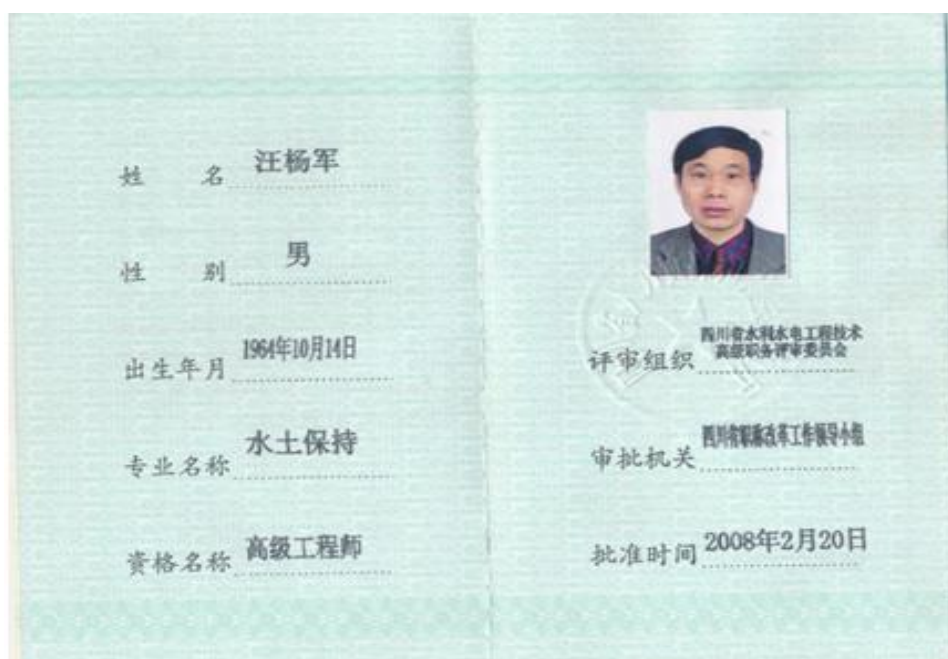 姓 名 汪杨军
性 别 男
出生年月 1964年10月14日
专业名称 水土保持
资格名称 高级工程师
评审组织 四川省水利水电工程技术
高级职务评审委员会
审批机关 四川省职称改革工作领导小组
批准时间 2008年2月20日